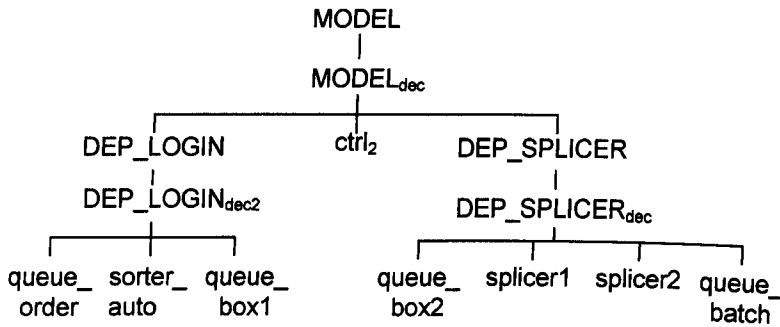 MODEL
MODELdec
DEP_LOGIN ctrl2 DEP_SPLICER
DEP_LOGINdec2 DEP_SPLICERdec
queue_ sorter_ queue_ queue_ splicer1 splicer2 queue_
order auto box1 box2 batch